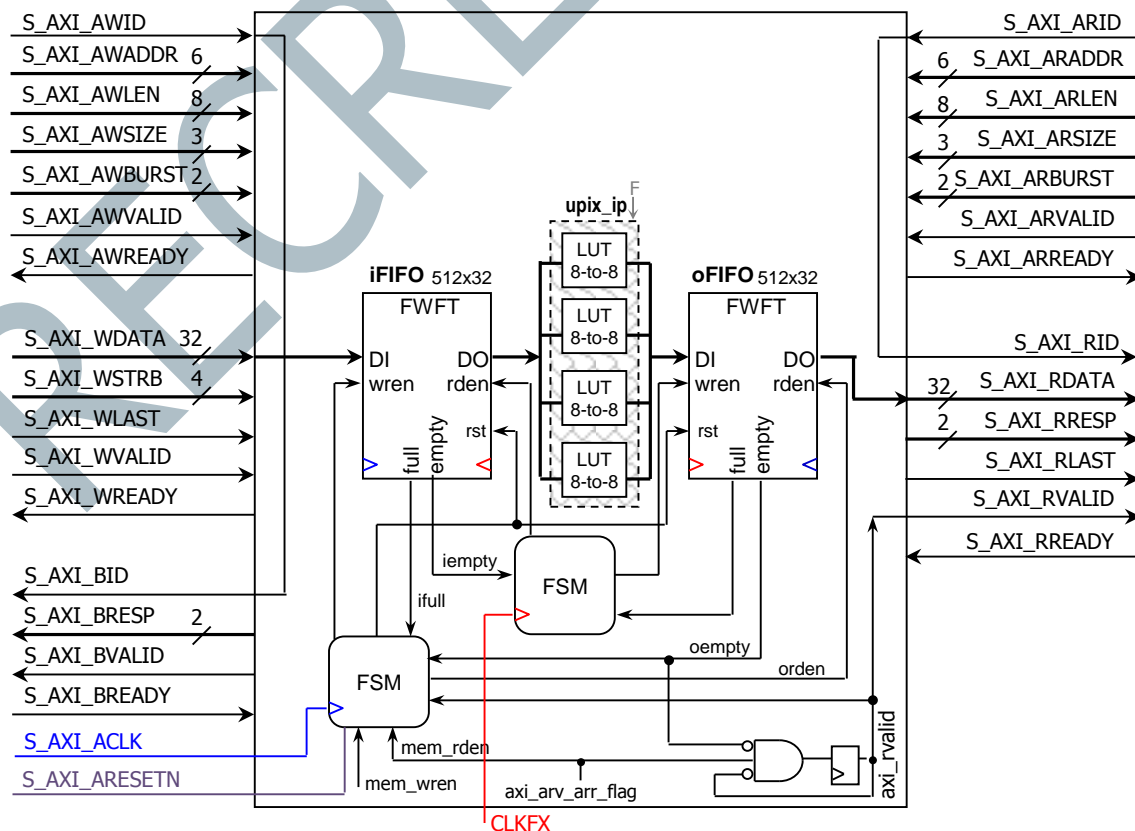 RECRE
S_AXI_AWID
S_AXI_AWADDR 6
S_AXI_AWLEN 8
S_AXI_AWSIZE 3
S_AXI_AWBURST 2
S_AXI_AWVALID
S_AXI_AWREADY
S_AXI_WDATA 32
S_AXI_WSTRB 4
S_AXI_WLAST
S_AXI_WVALID
S_AXI_WREADY
S_AXI_BID
S_AXI_BRESP 2
S_AXI_BVALID
S_AXI_BREADY
S_AXI_ACLK
S_AXI_ARESETN
iFIFO 512x32
FWFT
DI DO
wren rden
rst
full
empty
F
upix_ip
LUT
8-to-8
LUT
8-to-8
LUT
8-to-8
LUT
8-to-8
oFIFO 512x32
FWFT
DI DO
wren rden
rst
full
empty
iempty
FSM
ifull
oempty
orden
FSM
mem_rden
mem_wren
axi_arv_arr_flag
axi_rvalid
CLKFX
S_AXI_ARID
6 S_AXI_ARADDR
8 S_AXI_ARLEN
3 S_AXI_ARSIZE
2 S_AXI_ARBURST
S_AXI_ARVALID
S_AXI_ARREADY
S_AXI_RID
32 S_AXI_RDATA
2 S_AXI_RRESP
S_AXI_RLAST
S_AXI_RVALID
S_AXI_RREADY